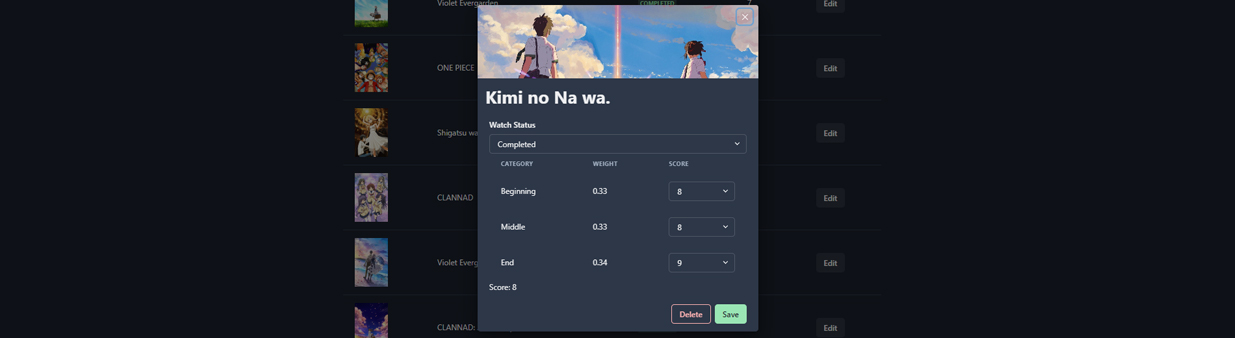 Violet Evergarden COMPLETED 7 Edit
ONE PIECE Edit
Shigatsu wa Edit
CLANNAD Edit
Violet Everg Edit
CLANNAD: Edit
Kimi no Na wa.
Watch Status
Completed
CATEGORY WEIGHT SCORE
Beginning 0.33 8
Middle 0.33 8
End 0.34 9
Score: 8
Delete Save